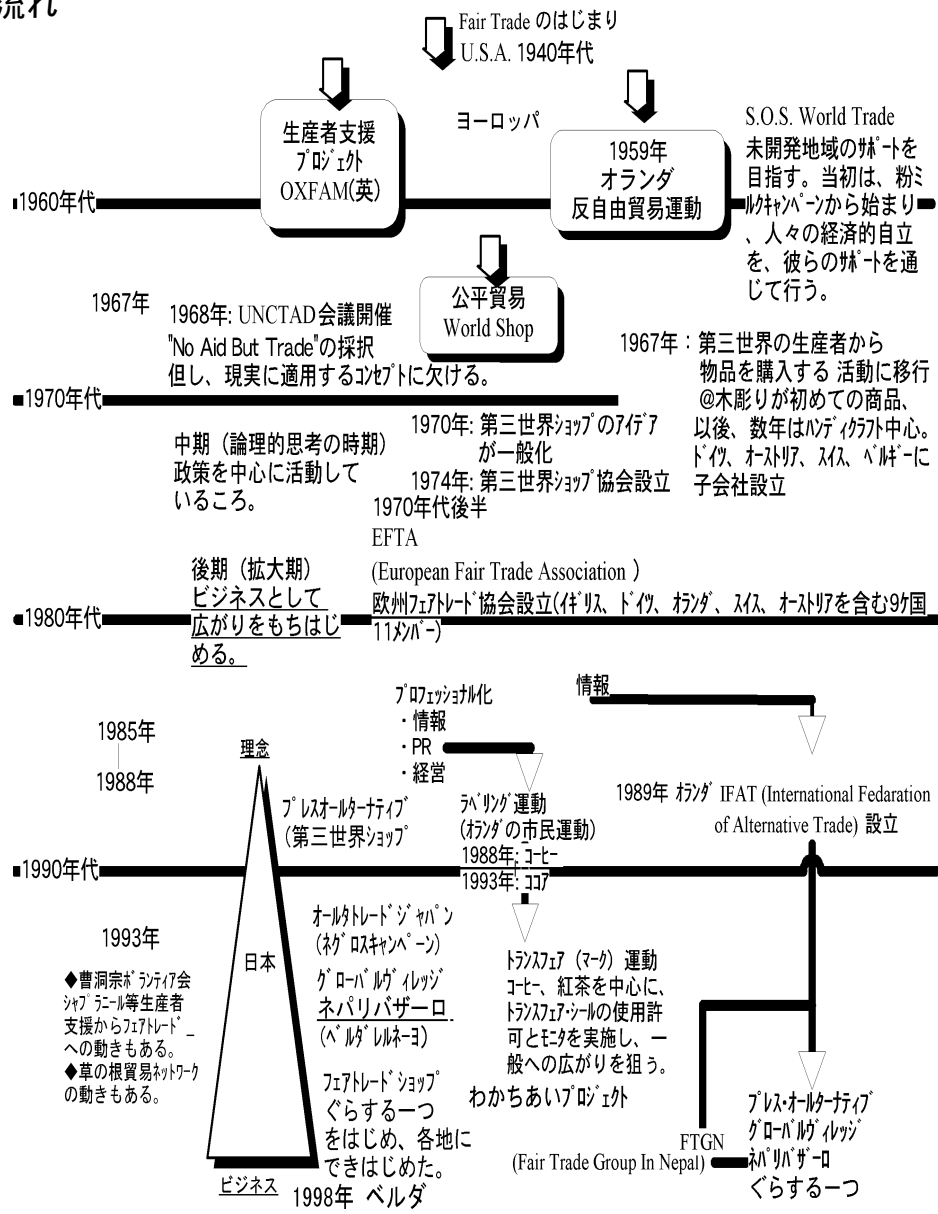 流れ
Fair Trade のはじまり
U.S.A. 1940年代
生産者支援
プロジェクト
OXFAM(英)
ヨーロッパ
1959年
オランダ
反自由貿易運動
S.O.S. World Trade
未開発地域のサポートを
目指す。当初は、粉ミ
ルクキャンペーンから始まり
、人々の経済的自立
を、彼らのサポートを通
じて行う。
1960年代
公平貿易
World Shop
1967年
1968年: UNCTAD会議開催
"No Aid But Trade"の採択
但し、現実に適用するコンセプトに欠ける。
1967年：第三世界の生産者から
物品を購入する 活動に移行
@木彫りが初めての商品、
以後、数年はハンディクラフト中心。
ドイツ、オーストリア、スイス、ベルギーに
子会社設立
1970年代
1970年: 第三世界ショップのアイデア
が一般化
1974年: 第三世界ショップ協会設立
中期（論理的思考の時期）
政策を中心に活動して
いるころ。
1970年代後半
EFTA
(European Fair Trade Association )
欧州フェアトレード協会設立(イギリス、ドイツ、オランダ、スイス、オーストリアを含む9ケ国
11メンバー)
後期（拡大期）
ビジネスとして
広がりをもちはじ
める。
1980年代
プロフェッショナル化
・情報
・PR
・経営
情報
1985年
1988年
理念
プレスオールターナティブ
(第三世界ショップ
ラベリング運動
(オランダの市民運動)
1988年: コーヒー
1993年: ココア
1989年 オランダ IFAT (International Fedaration
of Alternative Trade) 設立
1990年代
1993年
◆曹洞宗ボランティア会
シャプラニール等生産者
支援からフェアトレード_
への動きもある。
◆草の根貿易ネットワーク
の動きもある。
日本
オールタトレードジャパン
(ネグロスキャンペーン)
グローバルヴィレッジ
ネパリバザーロ
(ベルダレルネーヨ)
フェアトレードショップ
ぐらするーつ
をはじめ、各地に
できはじめた。
ビジネス
1998年 ベルダ
トランスフェア（マーク）運動
コーヒー、紅茶を中心に、
トランスフェア・シールの使用許
可とモニタを実施し、一
般への広がりを狙う。
わかちあいプロジェクト
FTGN
(Fair Trade Group In Nepal)
プレス・オールターナティブ
グローバルヴィレッジ
ネパリバザーロ
ぐらするーつ